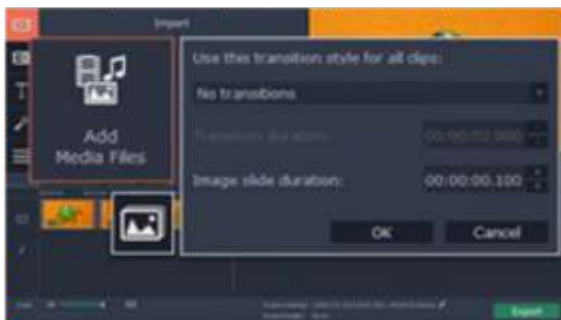 Import
Add
Media Files
Use this transition style for all clips:
No transitions
Transition duration:
00:00:02.000
Image slide duration:
00:00:00.100
OK
Cancel
Export